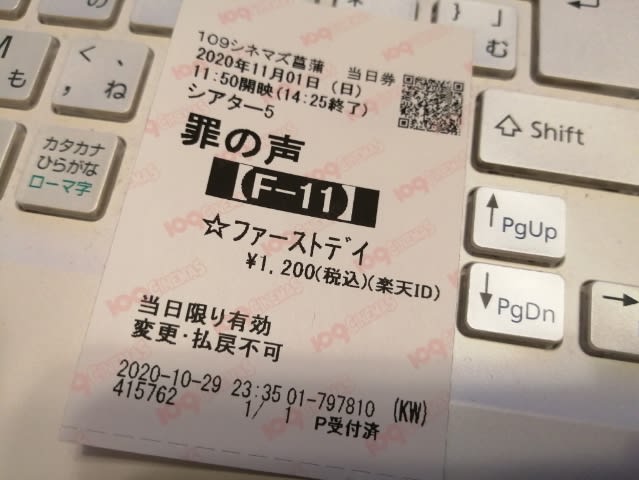 109シネマズ菖蒲 当日券
2020年11月01日 (日)
11:50開映(14:25終了)
シアター5
罪の声
【F-11】
☆ファーストデイ
¥1,200(税込)(楽天ID)
当日限り有効
変更・払戻不可
2020-10-29 23:35 01-797810 (KW)
415762 1/ 1 P受付済
109 CINEMAS
も
く 、
, ね
} 」
む
カタカナ
ひらがな
ローマ字
⇧ Shift
↑ PgUp
↓ PgDn
→